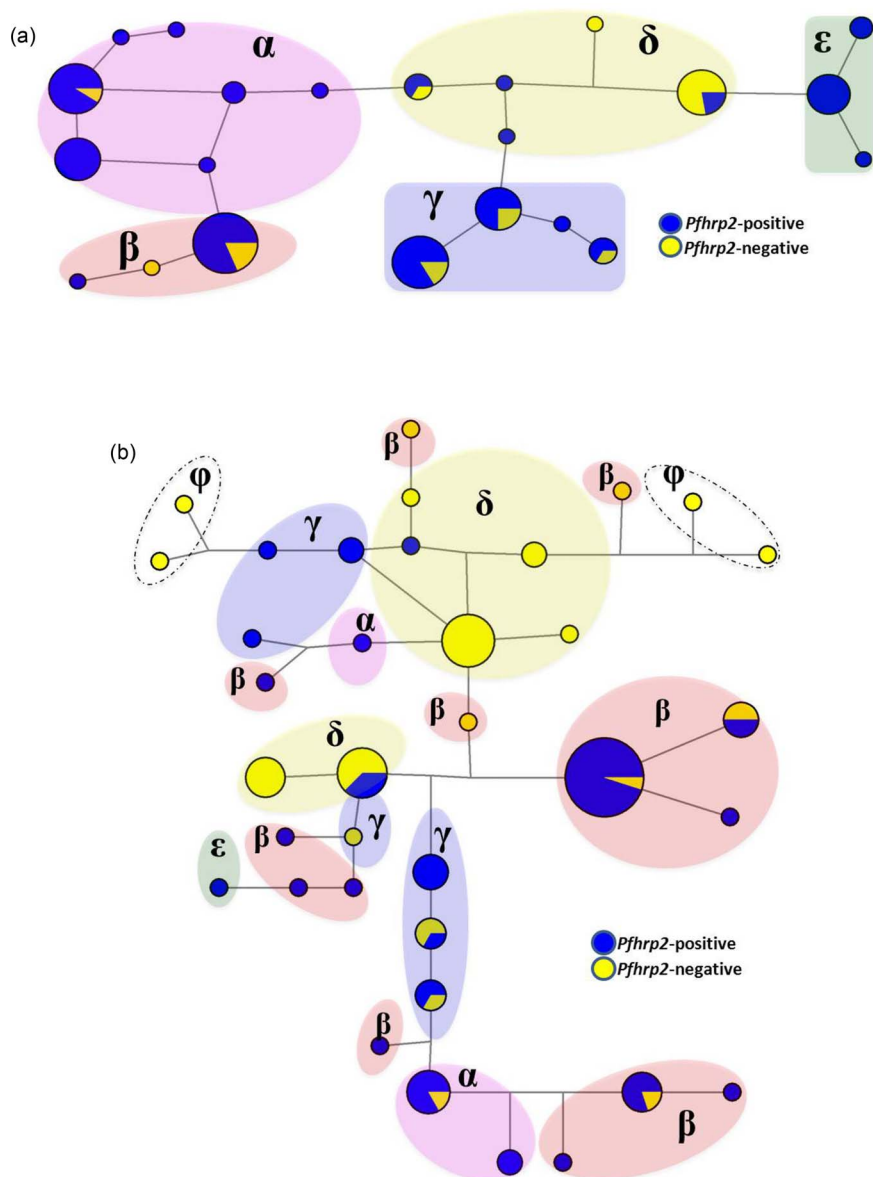 (a)
α
δ
ε
β
γ
Pfhrp2-positive
Pfhrp2-negative
(b)
φ
β
δ
β
φ
γ
α
β
β
β
δ
ε
β
γ
γ
Pfhrp2-positive
Pfhrp2-negative
β
α
β